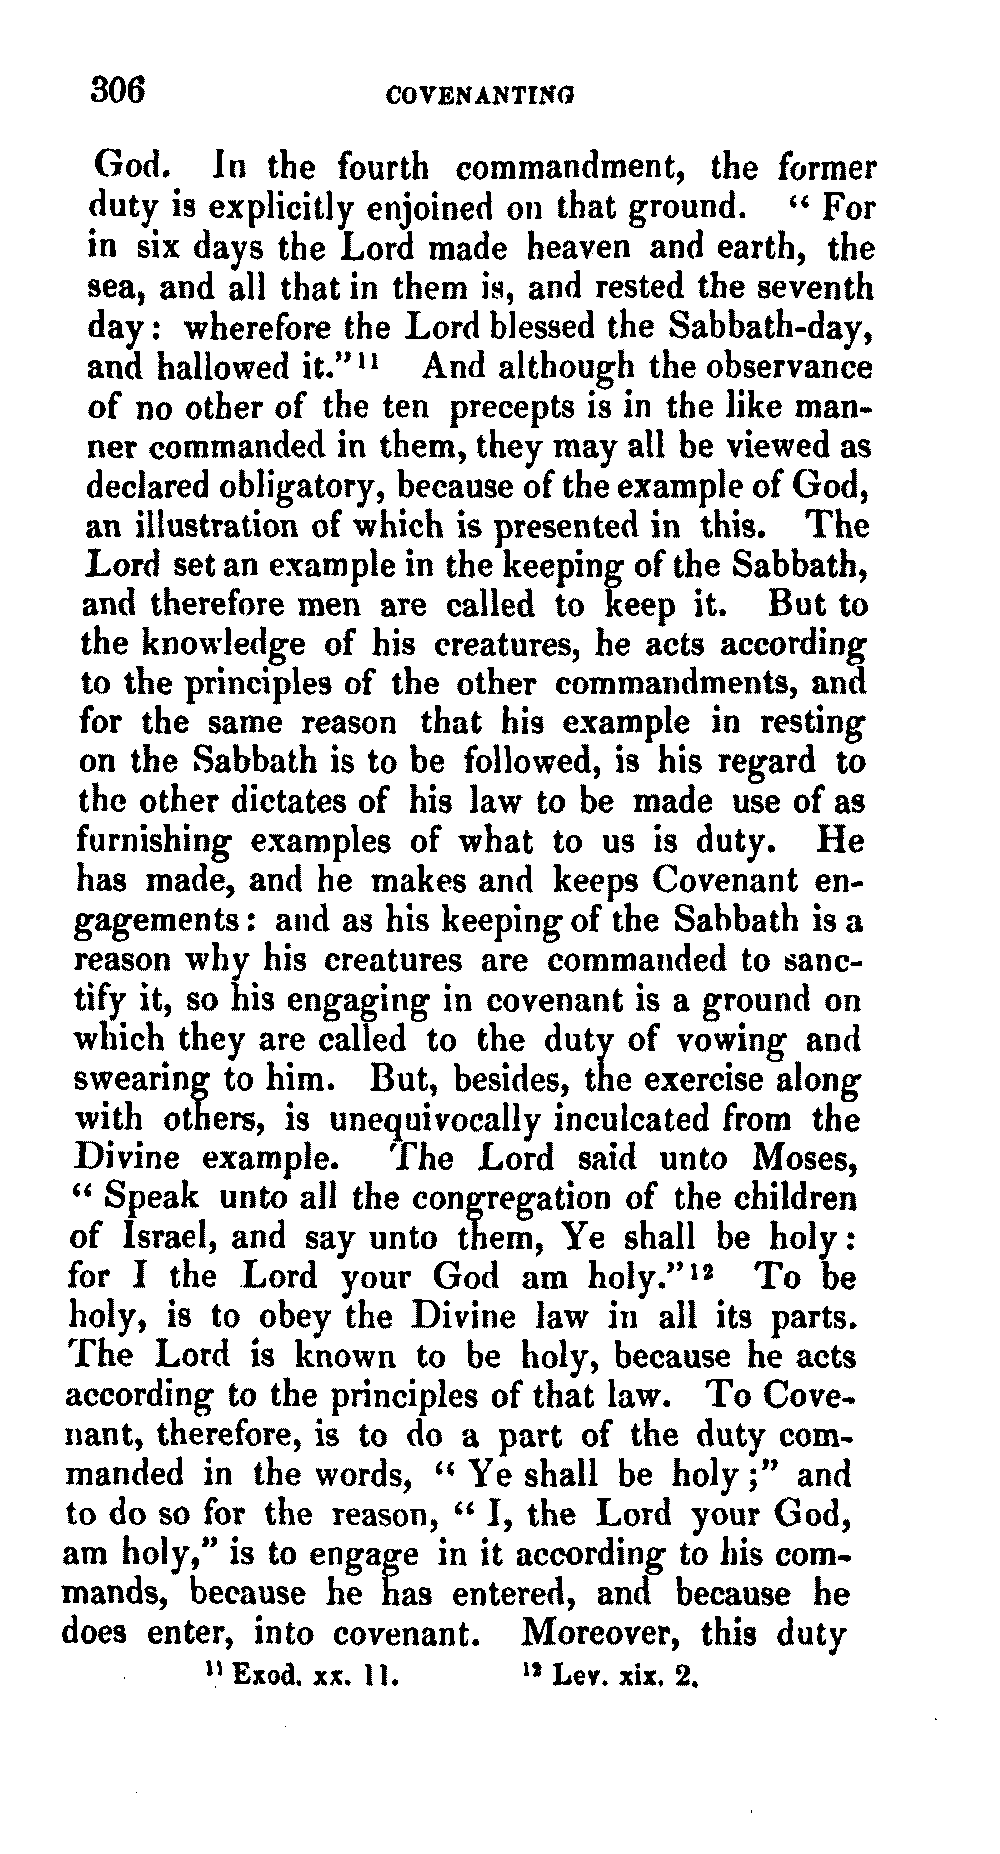 306 COVENANTING
God. In the fourth commandment, the former
duty is explicitly enjoined on that ground. “ For
in six days the Lord made heaven and earth, the
sea, and all that in them is, and rested the seventh
day : wherefore the Lord blessed the Sabbath-day,
and hallowed it.”¹¹ And although the observance
of no other of the ten precepts is in the like man-
ner commanded in them, they may all be viewed as
declared obligatory, because of the example of God,
an illustration of which is presented in this. The
Lord set an example in the keeping of the Sabbath,
and therefore men are called to keep it. But to
the knowledge of his creatures, he acts according
to the principles of the other commandments, and
for the same reason that his example in resting
on the Sabbath is to be followed, is his regard to
the other dictates of his law to be made use of as
furnishing examples of what to us is duty. He
has made, and he makes and keeps Covenant en-
gagements : and as his keeping of the Sabbath is a
reason why his creatures are commanded to sanc-
tify it, so his engaging in covenant is a ground on
which they are called to the duty of vowing and
swearing to him. But, besides, the exercise along
with others, is unequivocally inculcated from the
Divine example. The Lord said unto Moses,
“ Speak unto all the congregation of the children
of Israel, and say unto them, Ye shall be holy :
for I the Lord your God am holy.”¹² To be
holy, is to obey the Divine law in all its parts.
The Lord is known to be holy, because he acts
according to the principles of that law. To Cove-
nant, therefore, is to do a part of the duty com-
manded in the words, “ Ye shall be holy ;” and
to do so for the reason, “ I, the Lord your God,
am holy,” is to engage in it according to his com-
mands, because he has entered, and because he
does enter, into covenant. Moreover, this duty
¹¹ Exod. xx. 11. ¹² Lev. xix. 2.